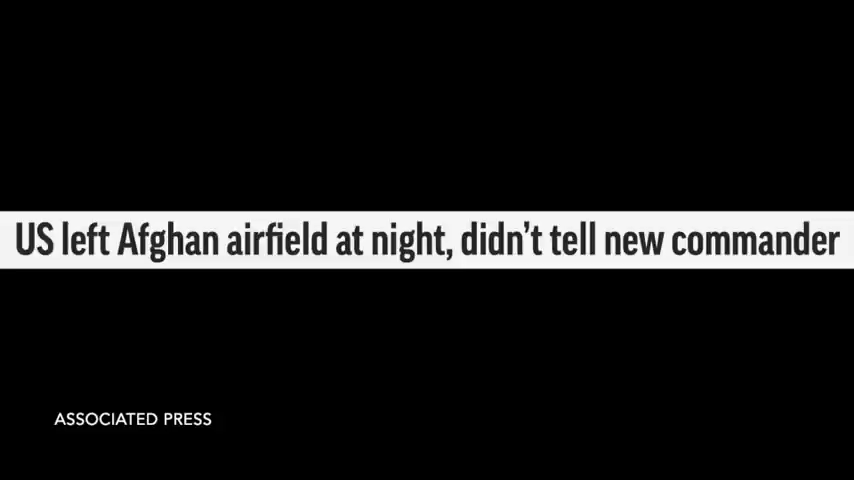 US left Afghan airfield at night, didn't tell new commander
ASSOCIATED PRESS